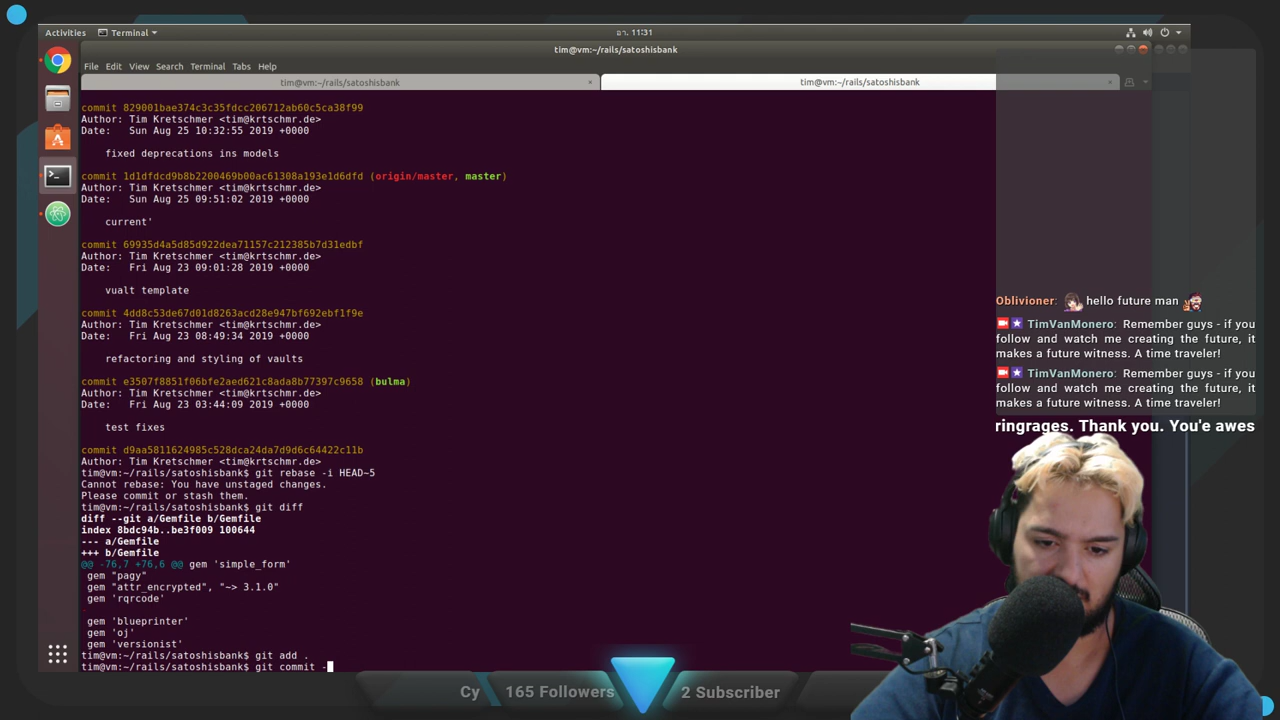 Activities
Terminal
อา. 11:31
tim@vm:~/rails/satoshisbank
File Edit View Search Terminal Tabs Help
tim@vm:~/rails/satoshisbank
tim@vm:~/rails/satoshisbank
commit 829001bae374c3c35fdcc206712ab60c5ca38f99
Author: Tim Kretschmer <tim@krtschmr.de>
Date: Sun Aug 25 10:32:55 2019 +0000
fixed deprecations ins models
commit 1d1dfdcd9b8b2200469b00ac61308a193e1d6dfd (origin/master, master)
Author: Tim Kretschmer <tim@krtschmr.de>
Date: Sun Aug 25 09:51:02 2019 +0000
current'
commit 69935d4a5d85d922dea71157c212385b7d31edbf
Author: Tim Kretschmer <tim@krtschmr.de>
Date: Fri Aug 23 09:01:28 2019 +0000
vualt template
commit 4dd8c53de67d01d8263acd28e947bf692ebf1f9e
Author: Tim Kretschmer <tim@krtschmr.de>
Date: Fri Aug 23 08:49:34 2019 +0000
refactoring and styling of vaults
commit e3507f8851f06bfe2aed621c8ada8b77397c9658 (bulma)
Author: Tim Kretschmer <tim@krtschmr.de>
Date: Fri Aug 23 03:44:09 2019 +0000
test fixes
commit d9aa5811624985c528dca24da7d9d6c64422c11b
Author: Tim Kretschmer <tim@krtschmr.de>
tim@vm:~/rails/satoshisbank$ git rebase -i HEAD~5
Cannot rebase: You have unstaged changes.
Please commit or stash them.
tim@vm:~/rails/satoshisbank$ git diff
diff --git a/Gemfile b/Gemfile
index 8bdc94b..be3f009 100644
--- a/Gemfile
+++ b/Gemfile
@@ -76,7 +76,6 @@ gem 'simple_form'
gem "pagy"
gem "attr_encrypted", "~> 3.1.0"
gem 'rqrcode'
-
gem 'blueprinter'
gem 'oj'
gem 'versionist'
tim@vm:~/rails/satoshisbank$ git add .
tim@vm:~/rails/satoshisbank$ git commit -
Oblivioner: hello future man
TimVanMonero: Remember guys - if you
follow and watch me creating the future, it
makes a future witness. A time traveler!
TimVanMonero: Remember guys - if you
follow and watch me creating the future, it
makes a future witness. A time traveler!
ringrages. Thank you. You'e awes
Cy
165 Followers
2 Subscriber